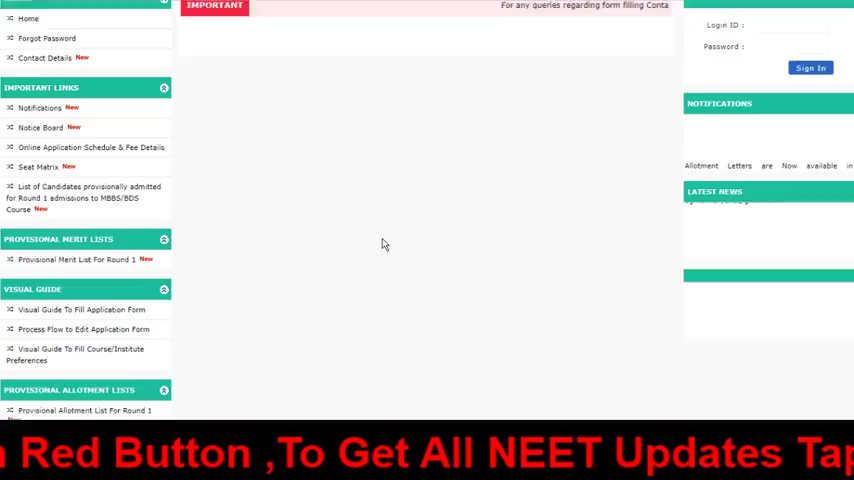 IMPORTANT
For any queries regarding form filling Conta
Home
Forgot Password
Contact Details New
IMPORTANT LINKS
Notifications New
Notice Board New
Online Application Schedule & Fee Details
Seat Matrix New
List of Candidates provisionally admitted
for Round 1 admissions to MBBS/BDS
Course New
PROVISIONAL MERIT LISTS
Provisional Merit List For Round 1 New
VISUAL GUIDE
Visual Guide To Fill Application Form
Process Flow to Edit Application Form
Visual Guide To Fill Course/Institute
Preferences
PROVISIONAL ALLOTMENT LISTS
Provisional Allotment List For Round 1
Login ID :
Password :
Sign In
NOTIFICATIONS
Allotment Letters are Now available in
LATEST NEWS
Red Button ,To Get All NEET Updates Tap